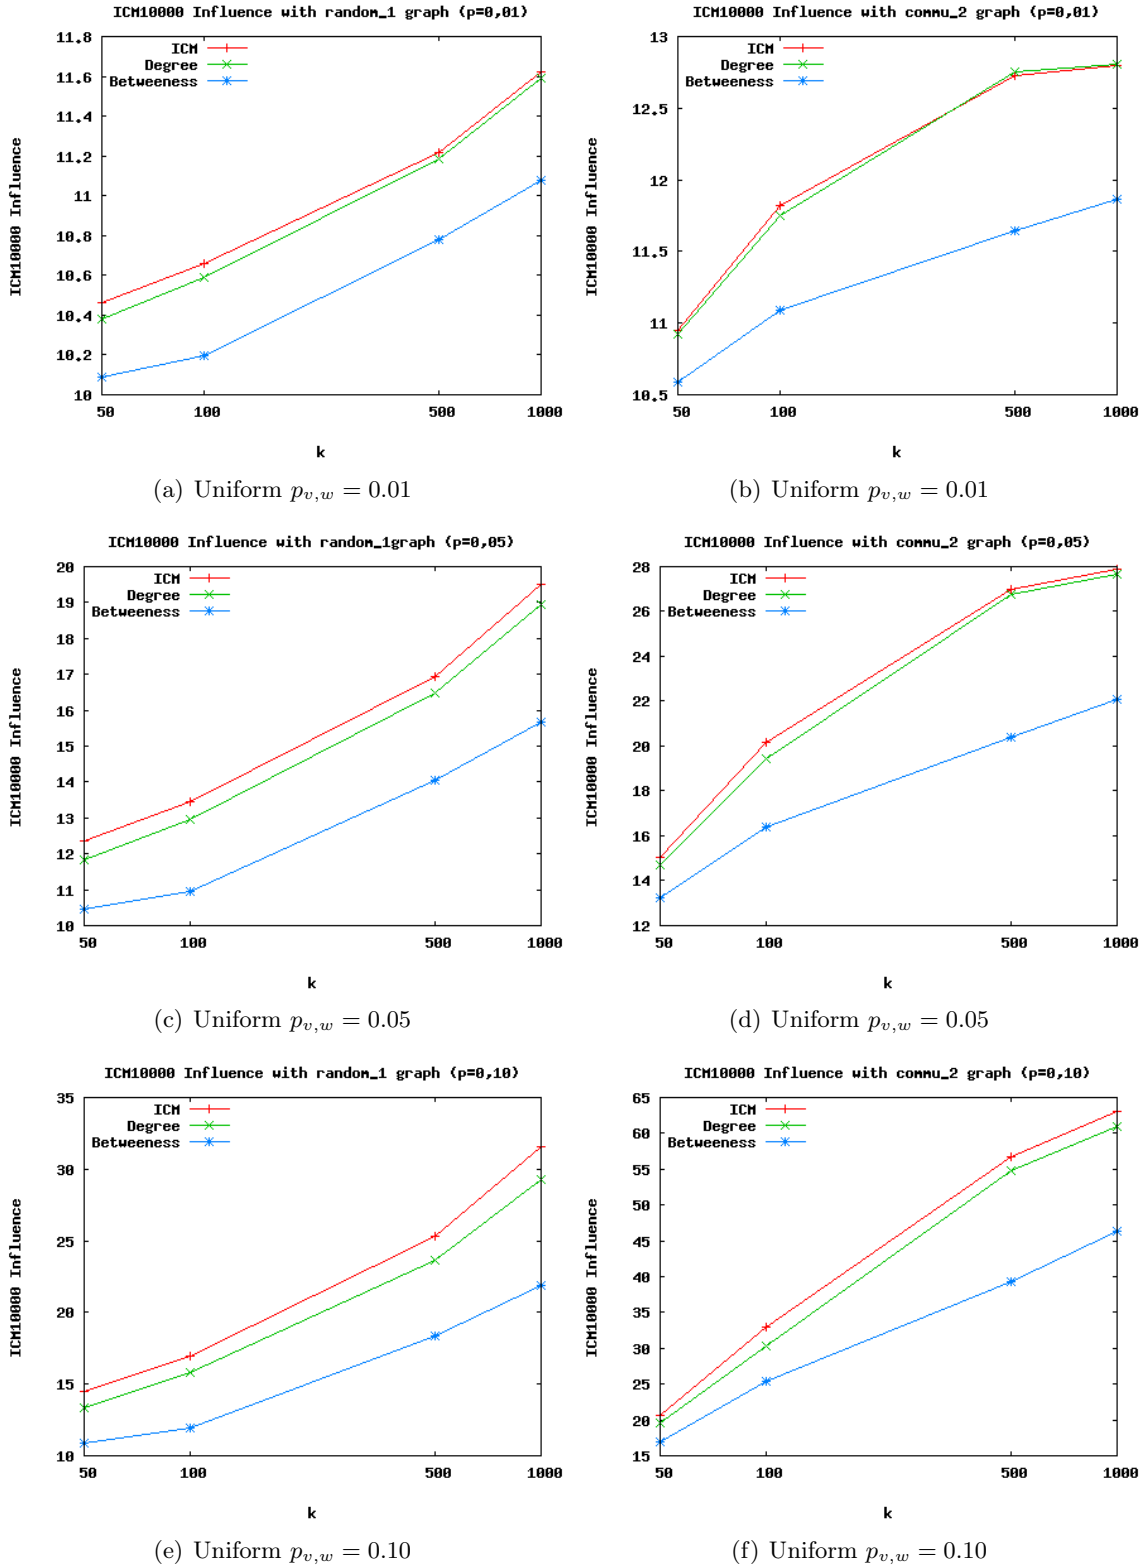 ICM10000 Influence with random_1 graph (p=0,01)
11.8
11.6
11.4
11.2
11
10.8
10.6
10.4
10.2
10
ICM10000 Influence
ICM
Degree
Betweeness
50 100 500 1000
k
(a) Uniform p_{v,w} = 0.01
ICM10000 Influence with commu_2 graph (p=0,01)
13
12.5
12
11.5
11
10.5
ICM10000 Influence
ICM
Degree
Betweeness
50 100 500 1000
k
(b) Uniform p_{v,w} = 0.01
ICM10000 Influence with random_1graph (p=0,05)
20
19
18
17
16
15
14
13
12
11
10
ICM10000 Influence
ICM
Degree
Betweeness
50 100 500 1000
k
(c) Uniform p_{v,w} = 0.05
ICM10000 Influence with commu_2 graph (p=0,05)
28
26
24
22
20
18
16
14
12
ICM10000 Influence
ICM
Degree
Betweeness
50 100 500 1000
k
(d) Uniform p_{v,w} = 0.05
ICM10000 Influence with random_1 graph (p=0,10)
35
30
25
20
15
10
ICM10000 Influence
ICM
Degree
Betweeness
50 100 500 1000
k
(e) Uniform p_{v,w} = 0.10
ICM10000 Influence with commu_2 graph (p=0,10)
65
60
55
50
45
40
35
30
25
20
15
ICM10000 Influence
ICM
Degree
Betweeness
50 100 500 1000
k
(f) Uniform p_{v,w} = 0.10